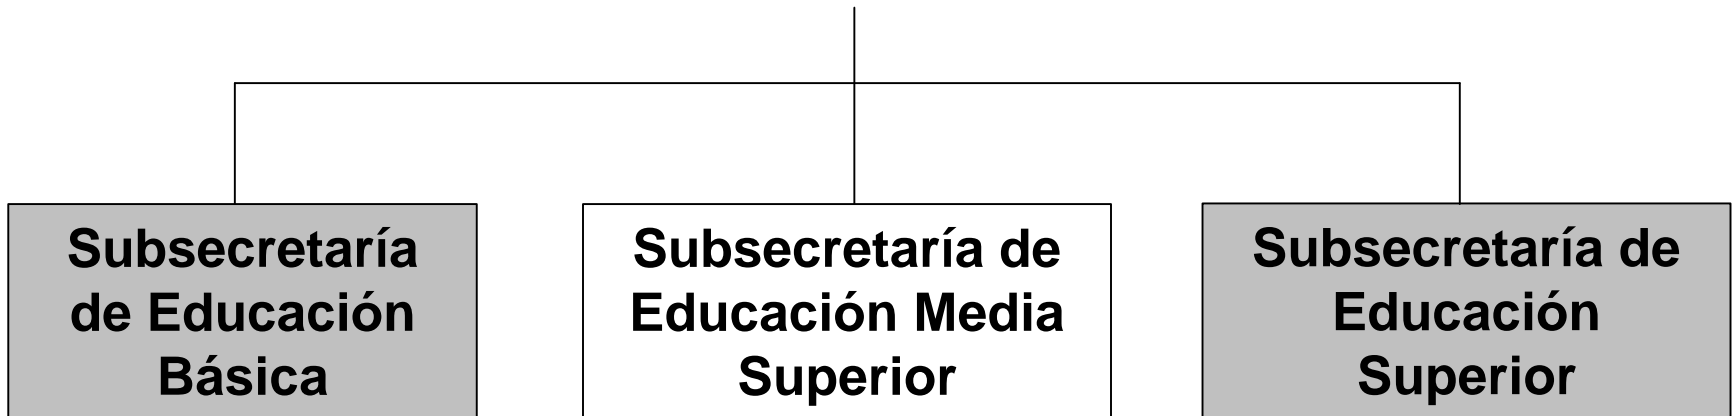 Subsecretaría
de Educación
Básica
Subsecretaría de
Educación Media
Superior
Subsecretaría de
Educación
Superior